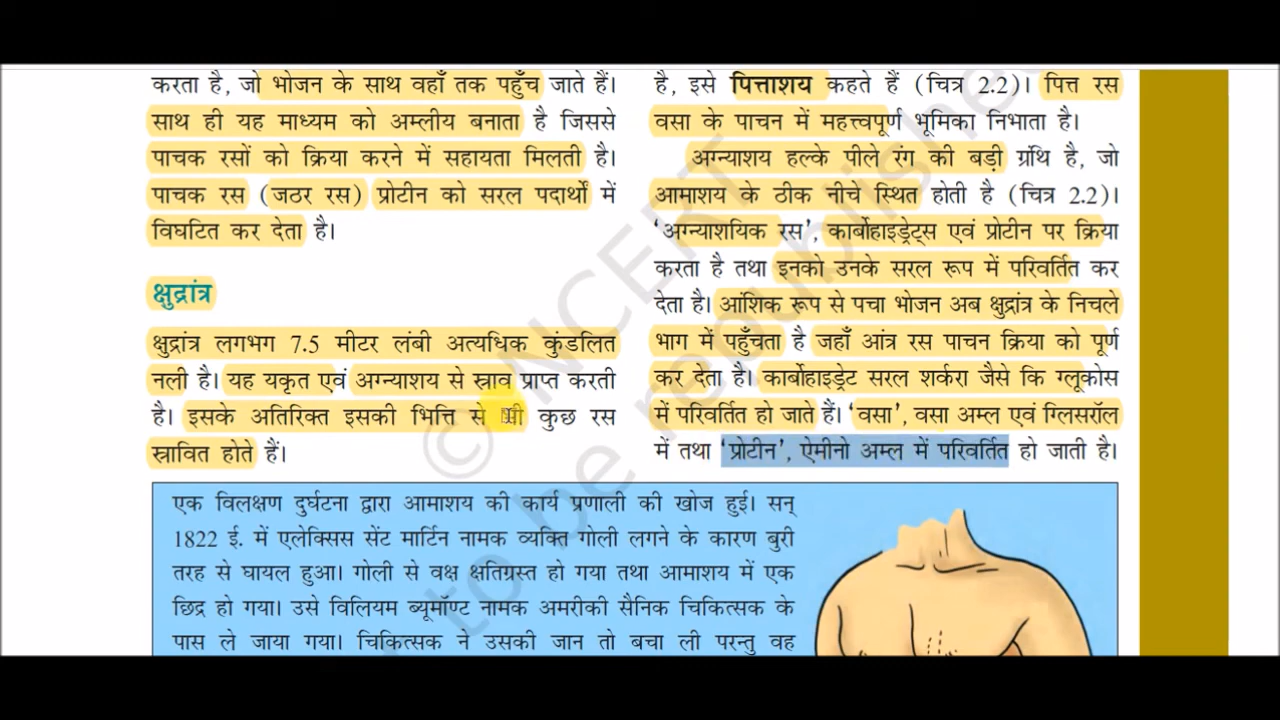 करता है, जो भोजन के साथ वहाँ तक पहुँच जाते हैं।
साथ ही यह माध्यम को अम्लीय बनाता है जिससे
पाचक रसों को क्रिया करने में सहायता मिलती है।
पाचक रस (जठर रस) प्रोटीन को सरल पदार्थों में
विघटित कर देता है।
क्षुद्रांत्र
क्षुद्रांत्र लगभग 7.5 मीटर लंबी अत्यधिक कुंडलित
नली है। यह यकृत एवं अग्न्याशय से स्राव प्राप्त करती
है। इसके अतिरिक्त इसकी भित्ति से भी कुछ रस
स्रावित होते हैं।
है, इसे पित्ताशय कहते हैं (चित्र 2.2)। पित्त रस
वसा के पाचन में महत्त्वपूर्ण भूमिका निभाता है।
अग्न्याशय हल्के पीले रंग की बड़ी ग्रंथि है, जो
आमाशय के ठीक नीचे स्थित होती है (चित्र 2.2)।
‘अग्न्याशयिक रस’, कार्बोहाइड्रेट्स एवं प्रोटीन पर क्रिया
करता है तथा इनको उनके सरल रूप में परिवर्तित कर
देता है। आंशिक रूप से पचा भोजन अब क्षुद्रांत्र के निचले
भाग में पहुँचता है जहाँ आंत्र रस पाचन क्रिया को पूर्ण
कर देता है। कार्बोहाइड्रेट सरल शर्करा जैसे कि ग्लूकोस
में परिवर्तित हो जाते हैं। ‘वसा’, वसा अम्ल एवं ग्लिसरॉल
में तथा ‘प्रोटीन’, ऐमीनो अम्ल में परिवर्तित हो जाती है।
एक विलक्षण दुर्घटना द्वारा आमाशय की कार्य प्रणाली की खोज हुई। सन्
1822 ई. में एलेक्सिस सेंट मार्टिन नामक व्यक्ति गोली लगने के कारण बुरी
तरह से घायल हुआ। गोली से वक्ष क्षतिग्रस्त हो गया तथा आमाशय में एक
छिद्र हो गया। उसे विलियम ब्यूमॉण्ट नामक अमरीकी सैनिक चिकित्सक के
पास ले जाया गया। चिकित्सक ने उसकी जान तो बचा ली परन्तु वह
© NCERT
to be republished